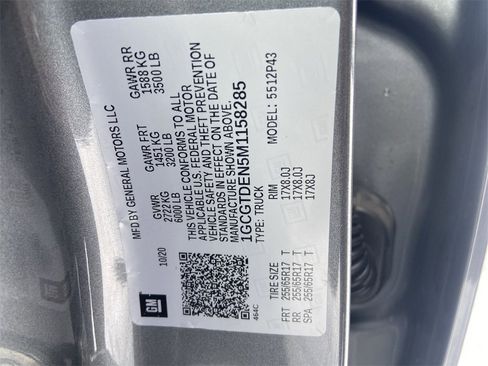 MFD BY GENERAL MOTORS LLC
10/20 GVWR GAWR FRT GAWR RR
2722 KG 1451 KG 1588 KG
6000 LB 3200 LB 3500 LB
THIS VEHICLE CONFORMS TO ALL
APPLICABLE U.S. FEDERAL MOTOR
VEHICLE SAFETY AND THEFT PREVENTION
STANDARDS IN EFFECT ON THE DATE OF
MANUFACTURE SHOWN ABOVE.
1GCGTDEN5M1158285
TYPE: TRUCK MODEL: 5512P43
TIRE SIZE RIM
FRT 255/65R17 T 17X8.0J
RR 255/65R17 T 17X8.0J
SPA 255/65R17 T 17X8J
GM
464C